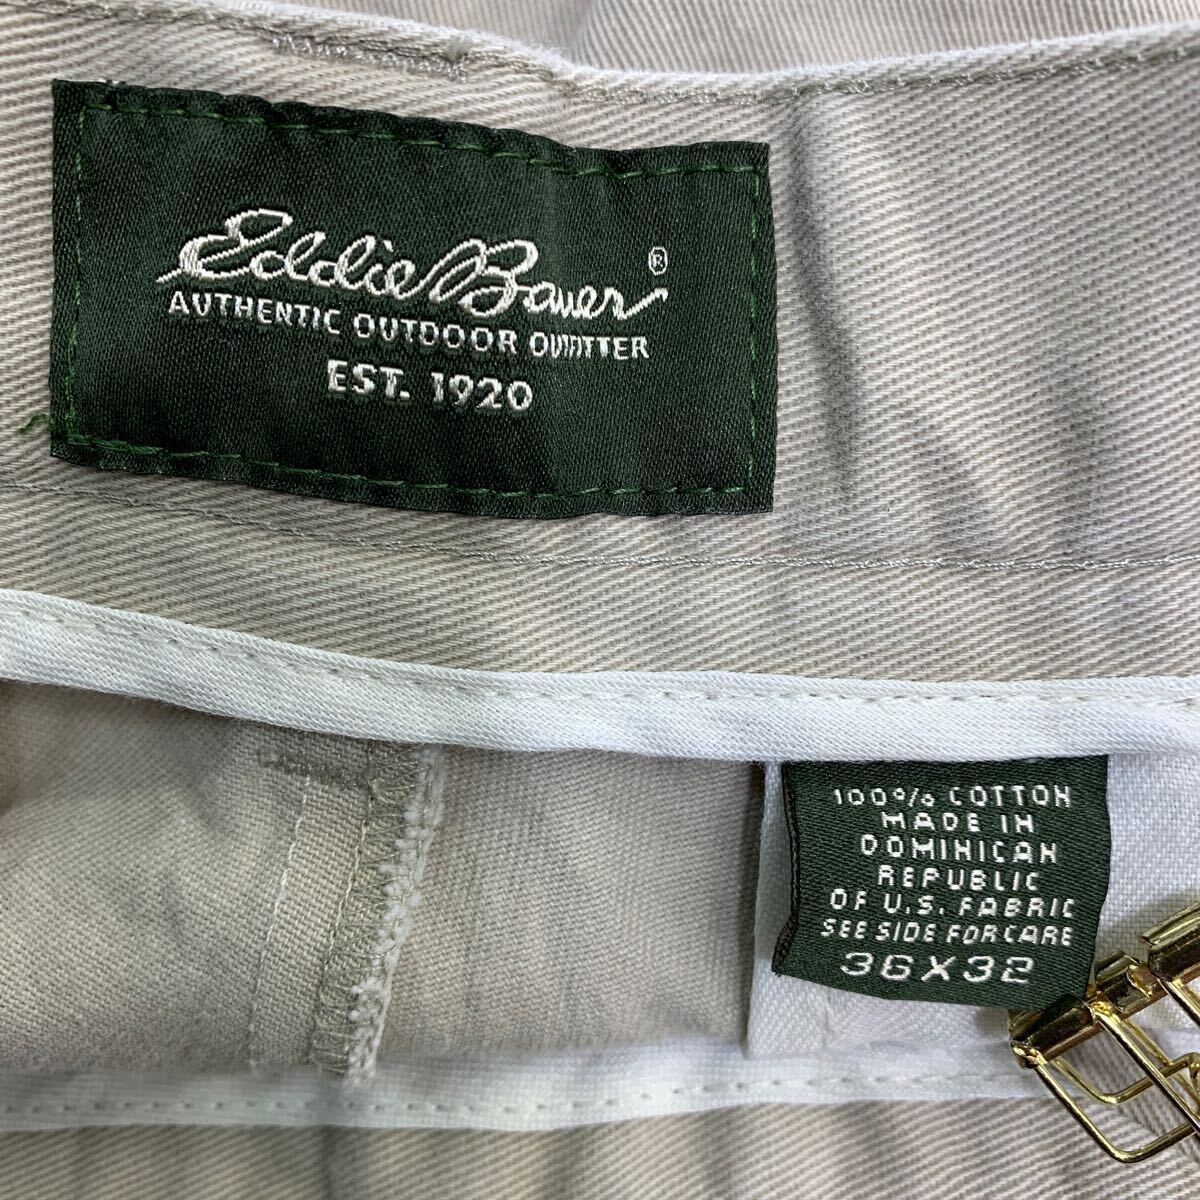 Eddie Bauer®
AUTHENTIC OUTDOOR OUTFITTER
EST. 1920
100% COTTON
MADE IN
DOMINICAN
REPUBLIC
OF U.S. FABRIC
SEE SIDE FOR CARE
36X32